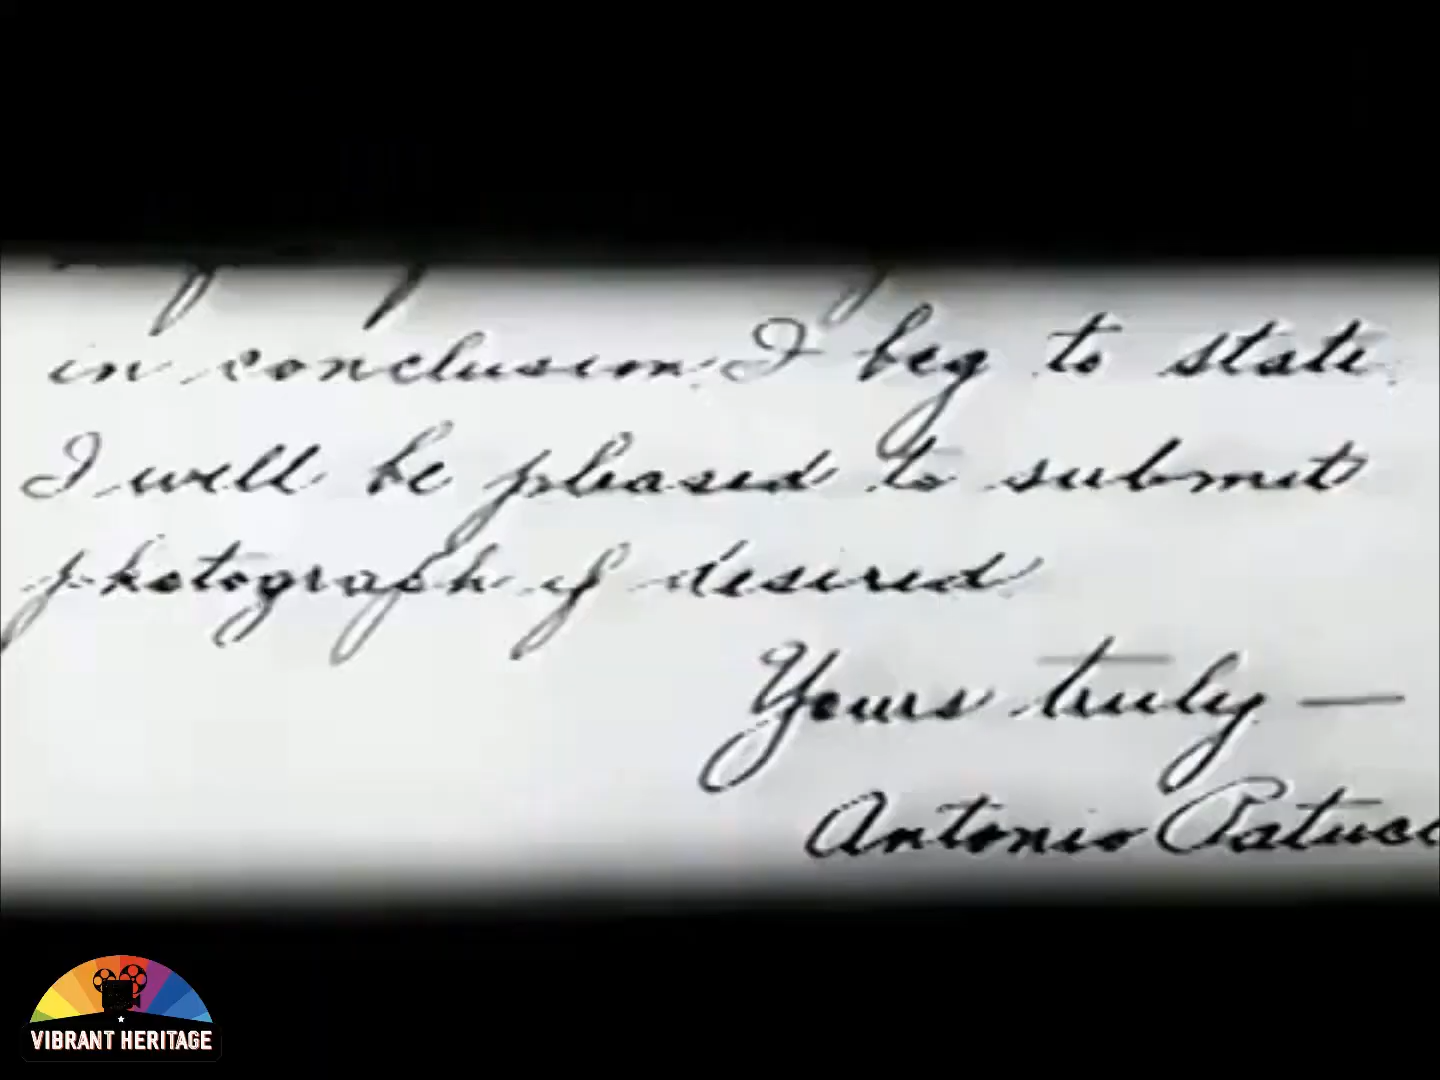 in conclusion I beg to state
I will be pleased to submit
photograph if desired
Yours truly —
Antonio
VIBRANT HERITAGE